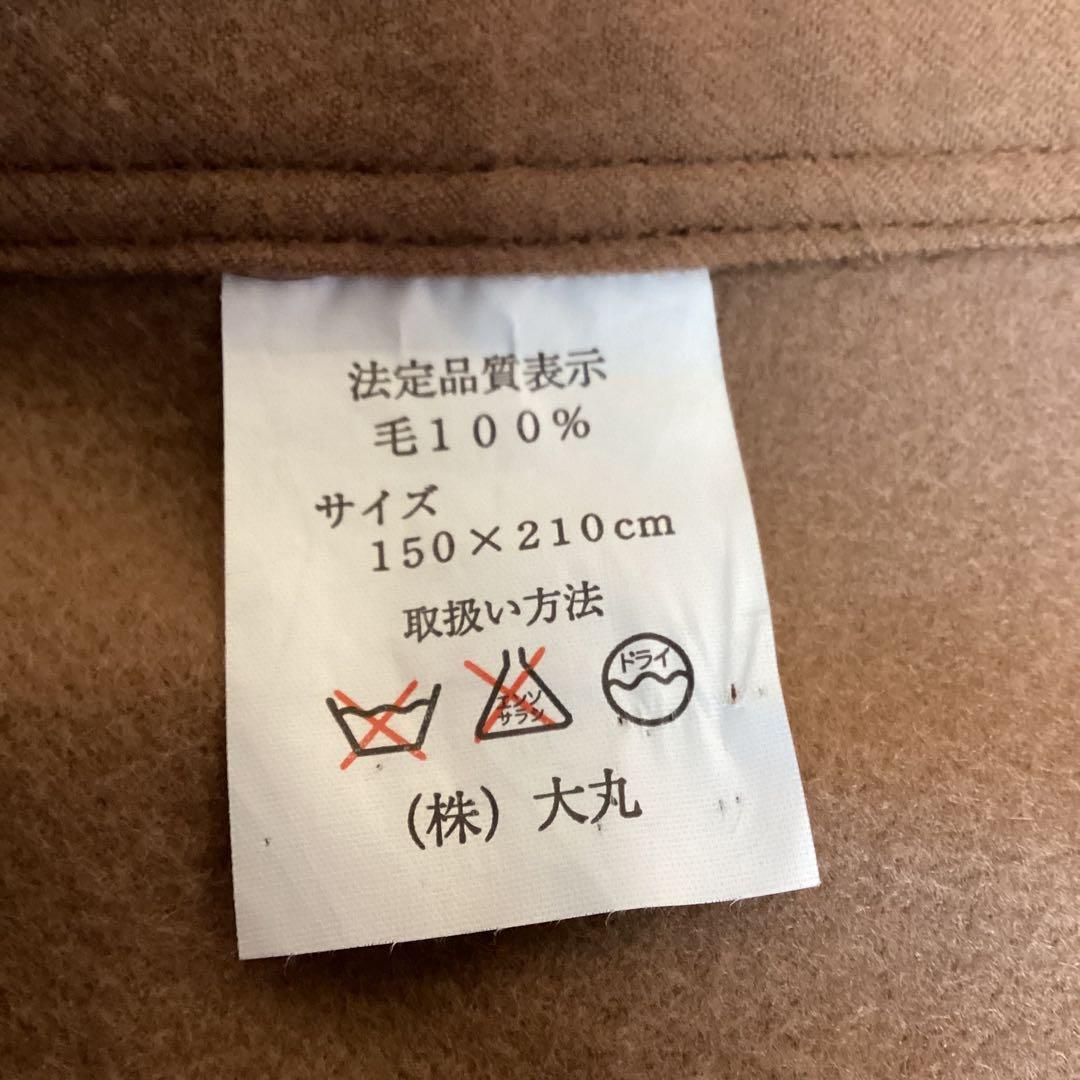 法定品質表示
毛100%
サイズ
150×210cm
取扱い方法
エンソ
サラシ
ドライ
(株) 大丸